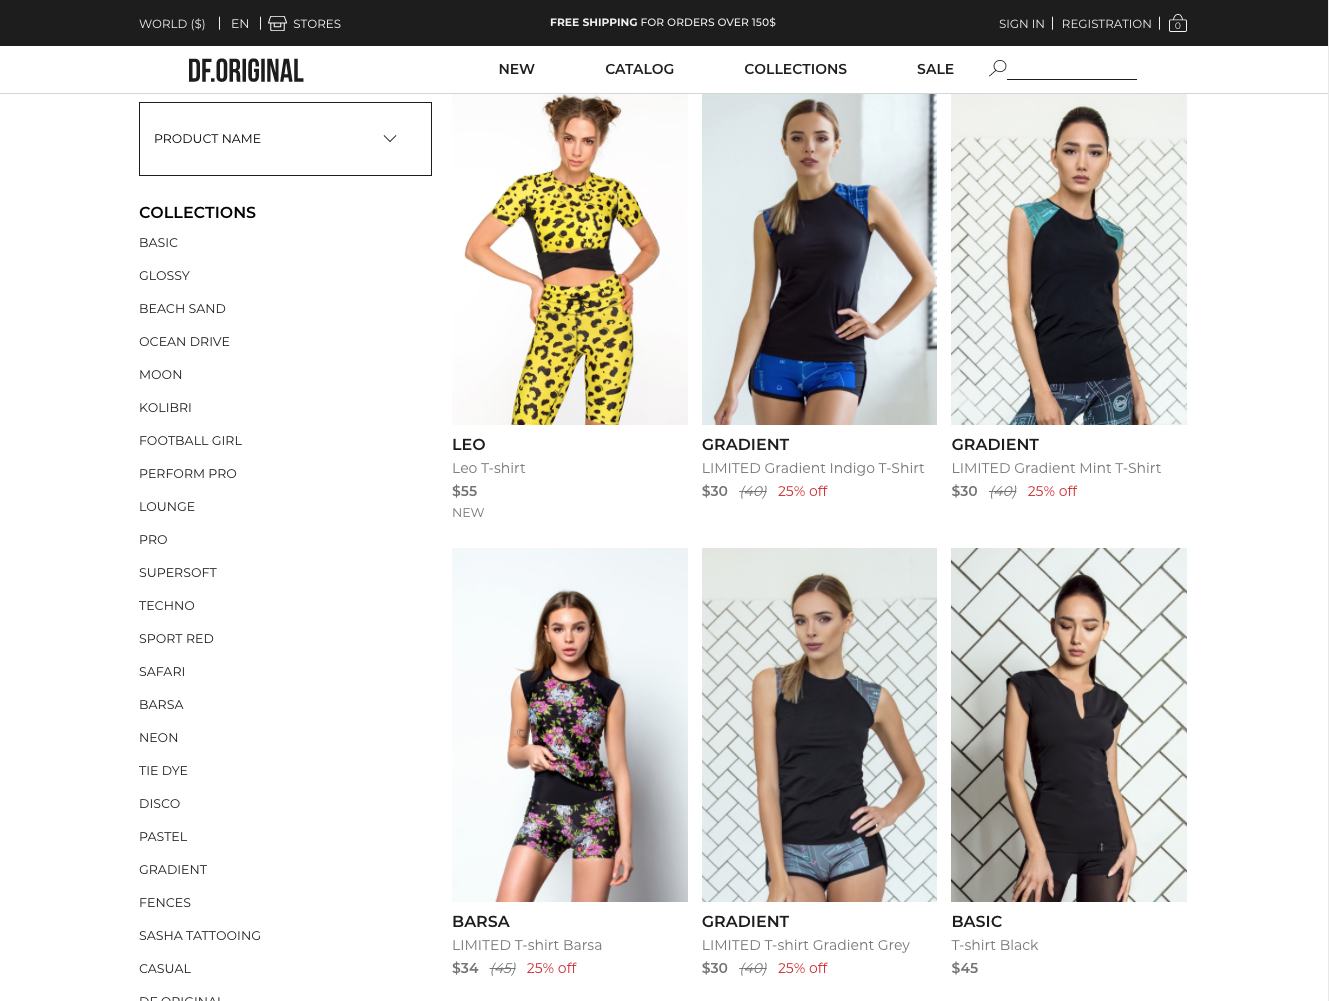 WORLD ($) | EN | STORES
FREE SHIPPING FOR ORDERS OVER 150$
SIGN IN | REGISTRATION | 0
DF.ORIGINAL
NEW
CATALOG
COLLECTIONS
SALE
PRODUCT NAME
COLLECTIONS
BASIC
GLOSSY
BEACH SAND
OCEAN DRIVE
MOON
KOLIBRI
FOOTBALL GIRL
PERFORM PRO
LOUNGE
PRO
SUPERSOFT
TECHNO
SPORT RED
SAFARI
BARSA
NEON
TIE DYE
DISCO
PASTEL
GRADIENT
FENCES
SASHA TATTOOING
CASUAL
DF.ORIGINAL
LEO
Leo T-shirt
$55
NEW
GRADIENT
LIMITED Gradient Indigo T-Shirt
$30 (40) 25% off
GRADIENT
LIMITED Gradient Mint T-Shirt
$30 (40) 25% off
BARSA
LIMITED T-shirt Barsa
$34 (45) 25% off
GRADIENT
LIMITED T-shirt Gradient Grey
$30 (40) 25% off
BASIC
T-shirt Black
$45